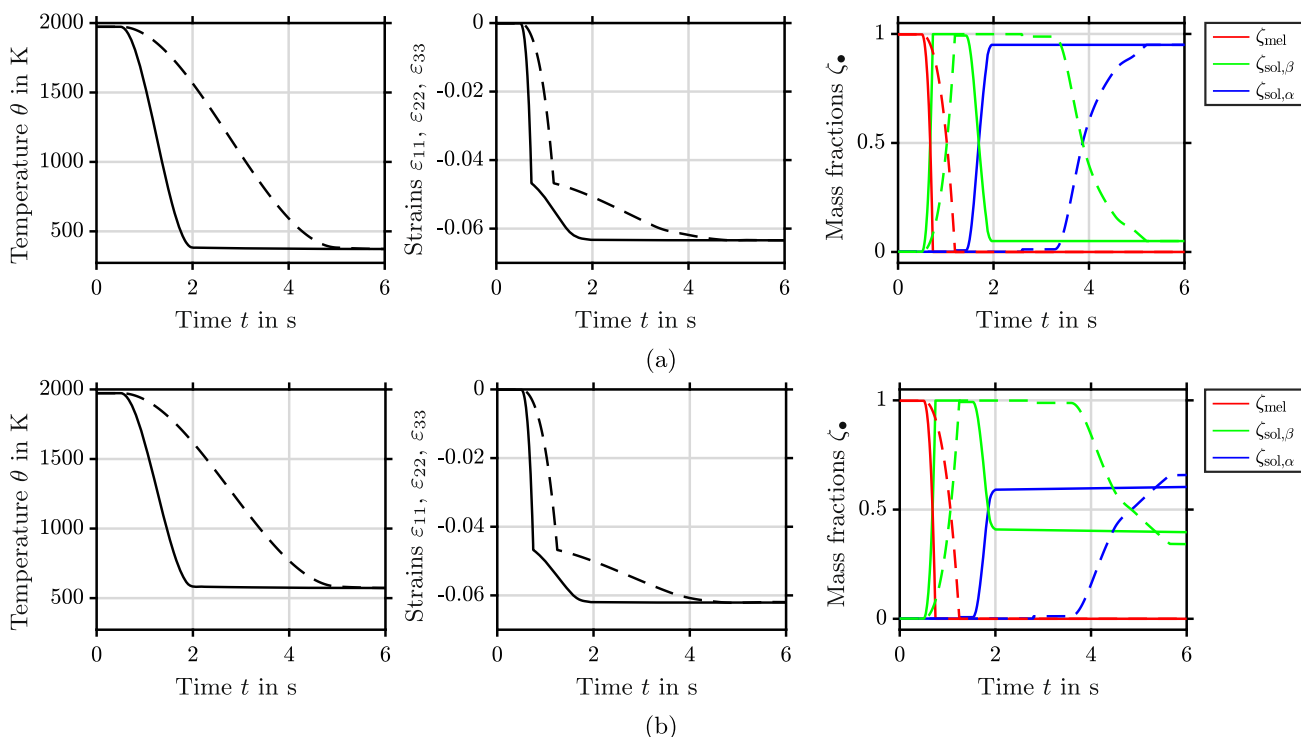 Temperature θ in K
2000
1500
1000
500
0 2 4 6
Time t in s
Strains ε11, ε22, ε33
0
-0.02
-0.04
-0.06
0 2 4 6
Time t in s
Mass fractions ζ•
1
0.5
0
0 2 4 6
Time t in s
ζmel
ζsol,β
ζsol,α
(a)
Temperature θ in K
2000
1500
1000
500
0 2 4 6
Time t in s
Strains ε11, ε22, ε33
0
-0.02
-0.04
-0.06
0 2 4 6
Time t in s
Mass fractions ζ•
1
0.5
0
0 2 4 6
Time t in s
ζmel
ζsol,β
ζsol,α
(b)